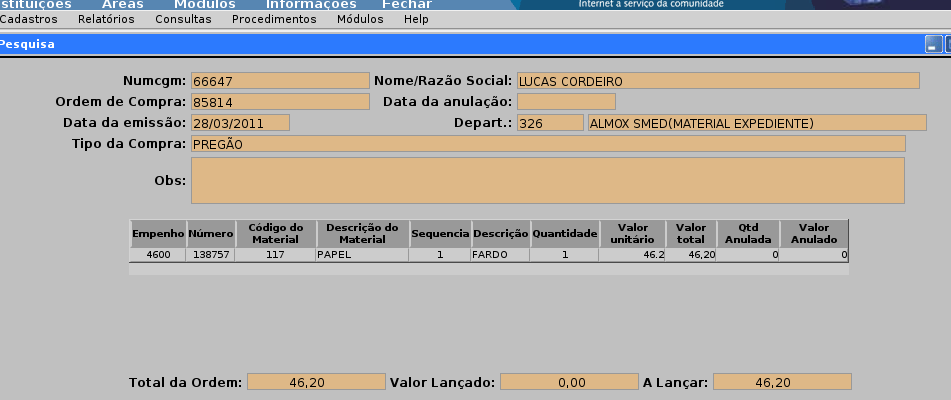 stituições Áreas Módulos Informações Fechar
Internet a serviço da comunidade
Cadastros Relatórios Consultas Procedimentos Módulos Help
Pesquisa
Numcgm: 66647 Nome/Razão Social: LUCAS CORDEIRO
Ordem de Compra: 85814 Data da anulação:
Data da emissão: 28/03/2011 Depart.: 326 ALMOX SMED(MATERIAL EXPEDIENTE)
Tipo da Compra: PREGÃO
Obs:
Empenho Número Código do Material Descrição do Material Sequencia Descrição Quantidade Valor unitário Valor total Qtd Anulada Valor Anulado
4600 138757 117 PAPEL 1 FARDO 1 46.2 46,20 0 0
Total da Ordem: 46,20 Valor Lançado: 0,00 A Lançar: 46,20